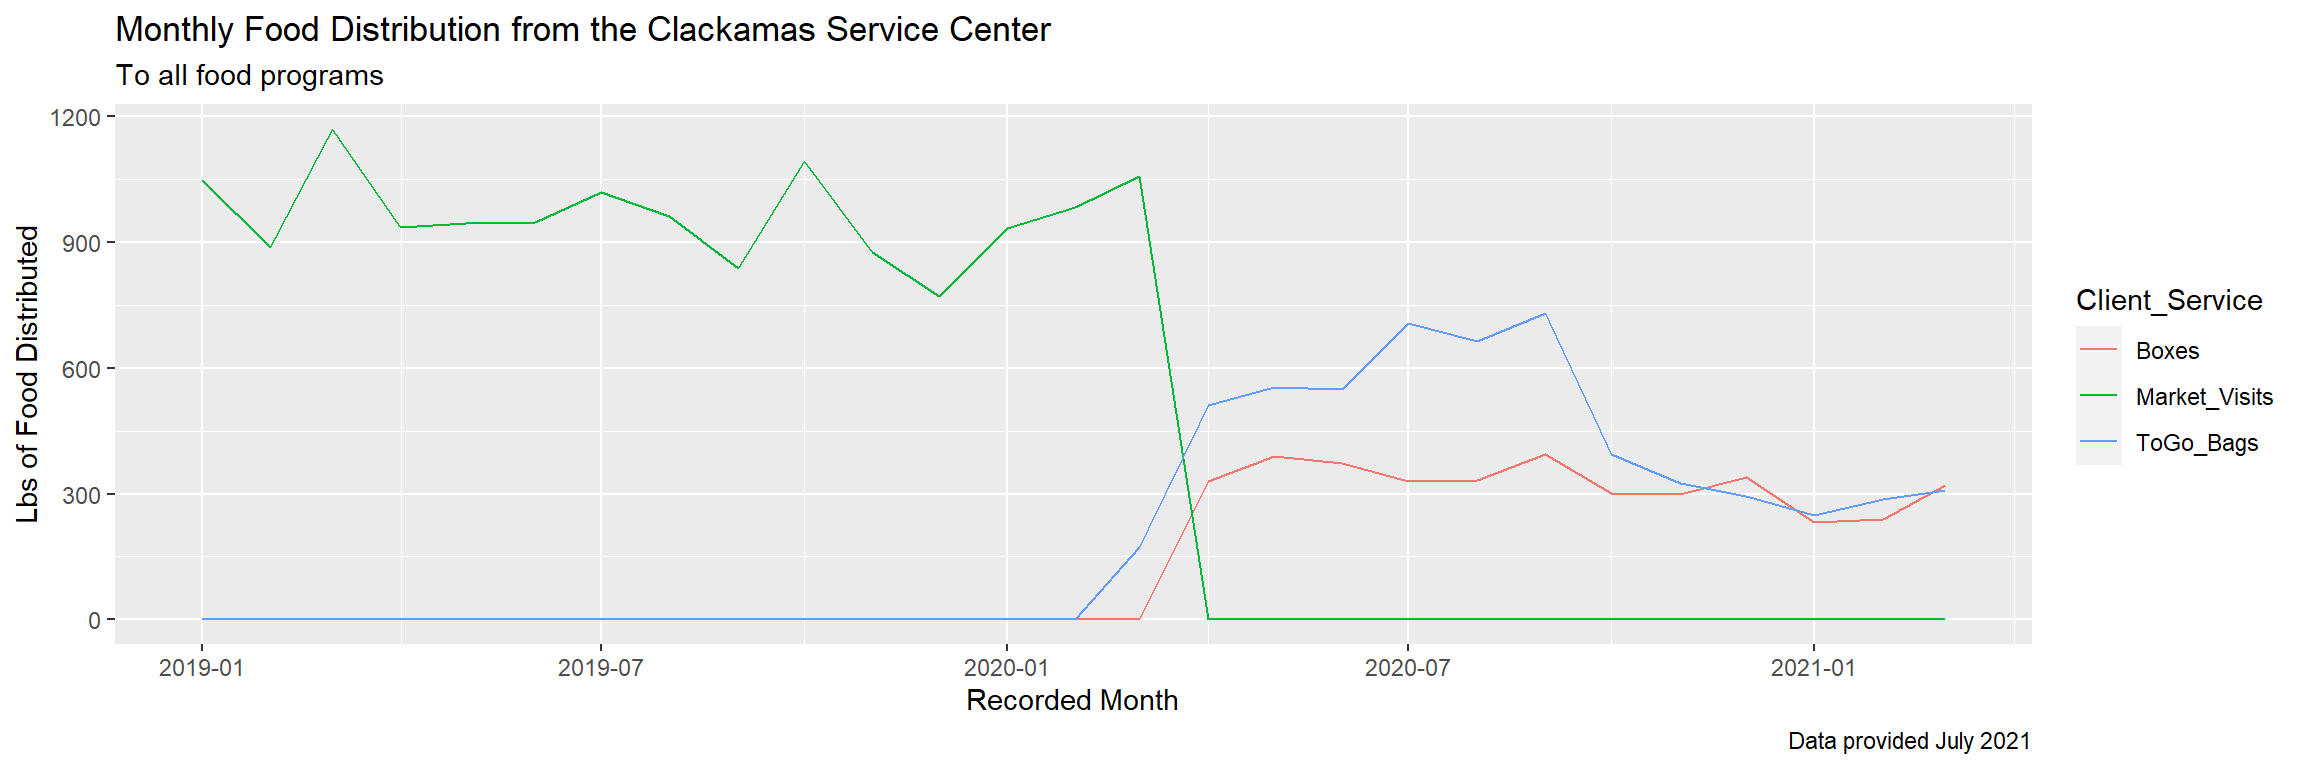 Monthly Food Distribution from the Clackamas Service Center
To all food programs
Lbs of Food Distributed
1200
900
600
300
0
2019-01
2019-07
2020-01
2020-07
2021-01
Recorded Month
Client_Service
Boxes
Market_Visits
ToGo_Bags
Data provided July 2021